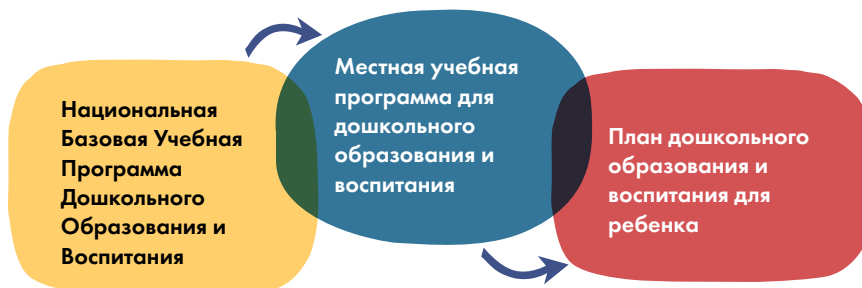 Национальная
Базовая Учебная
Программа
Дошкольного
Образования и
Воспитания
Местная учебная
программа для
дошкольного
образования и
воспитания
План дошкольного
образования и
воспитания для
ребенка